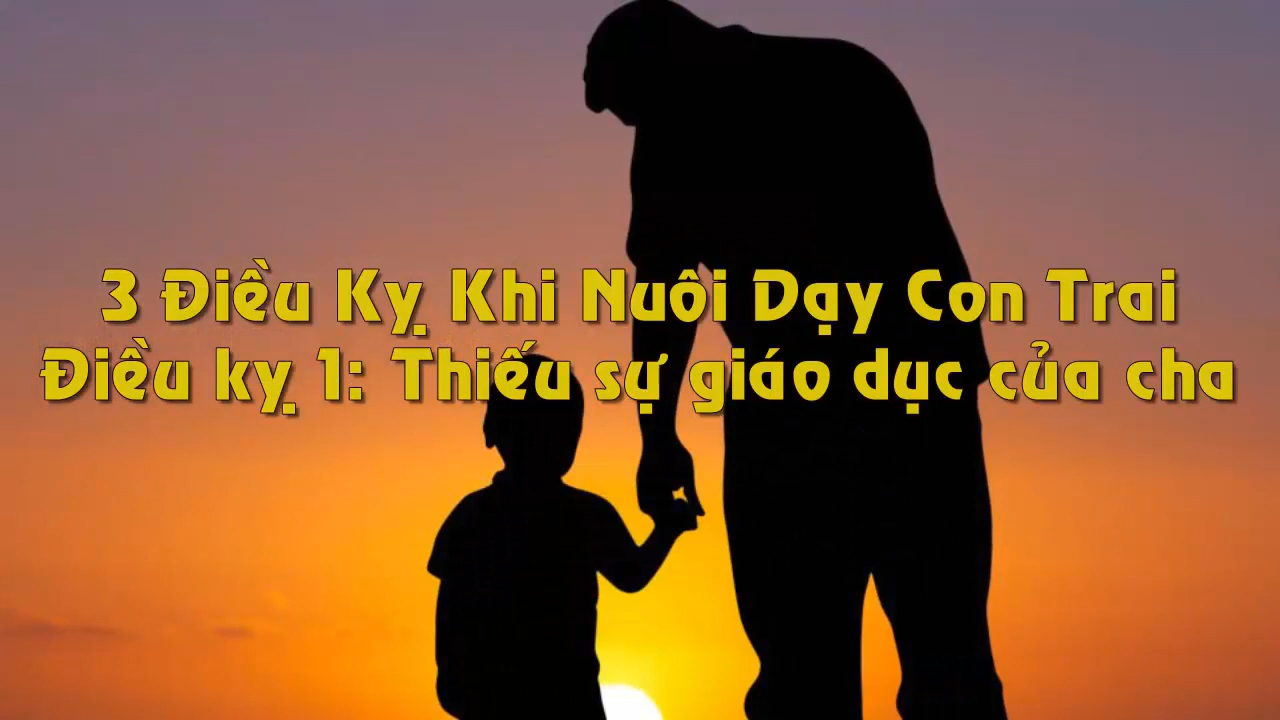 3 Điều Kỵ Khi Nuôi Dạy Con Trai
Điều kỵ 1: Thiếu sự giáo dục của cha